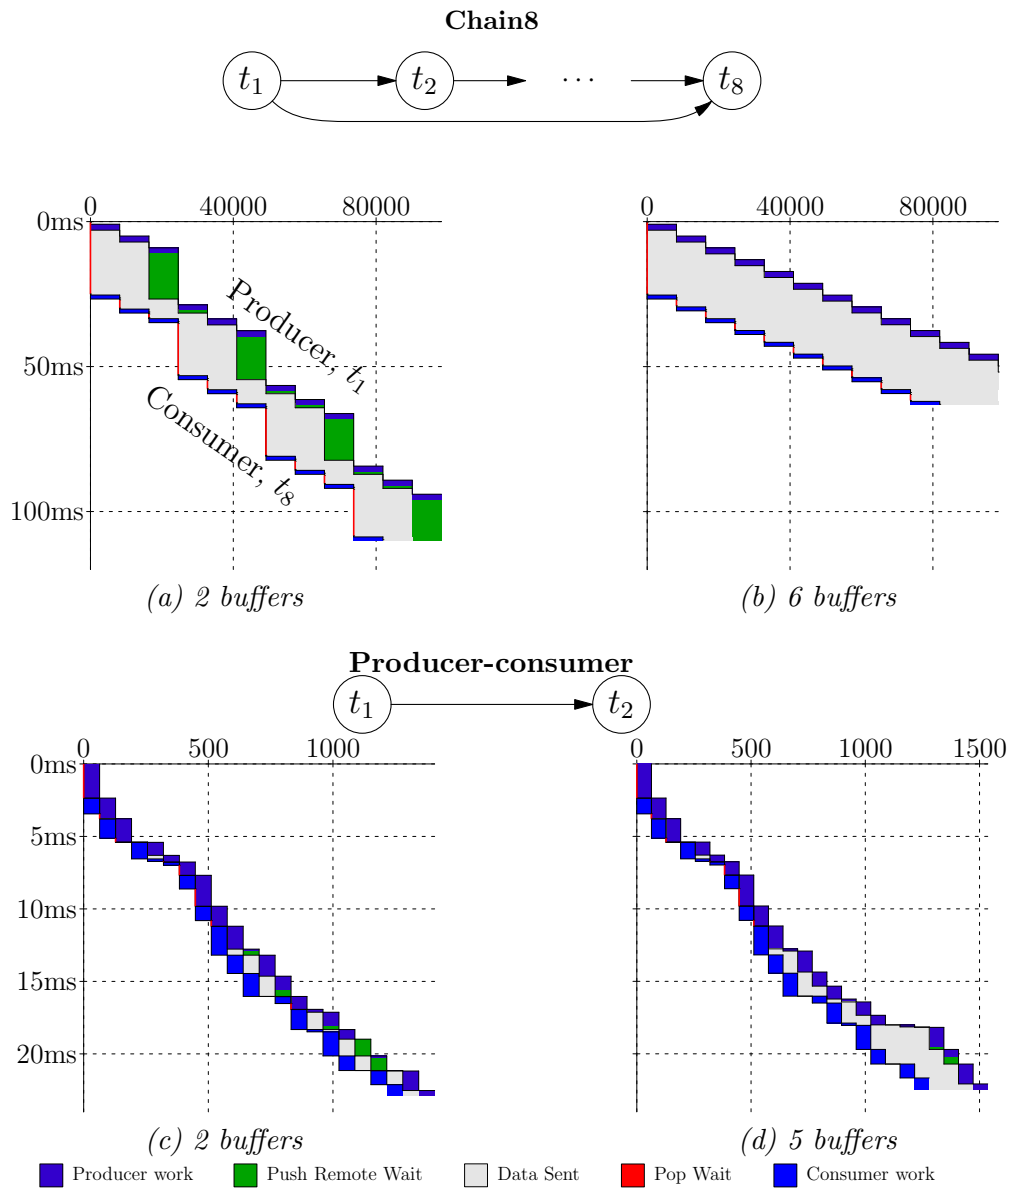 Chain8
t1 t2 ··· t8
0 40000 80000
0ms
50ms
100ms
Producer, t1
Consumer, t8
(a) 2 buffers
0 40000 80000
(b) 6 buffers
Producer-consumer
t1 t2
0 500 1000
0ms
5ms
10ms
15ms
20ms
(c) 2 buffers
0 500 1000 1500
(d) 5 buffers
Producer work Push Remote Wait Data Sent Pop Wait Consumer work